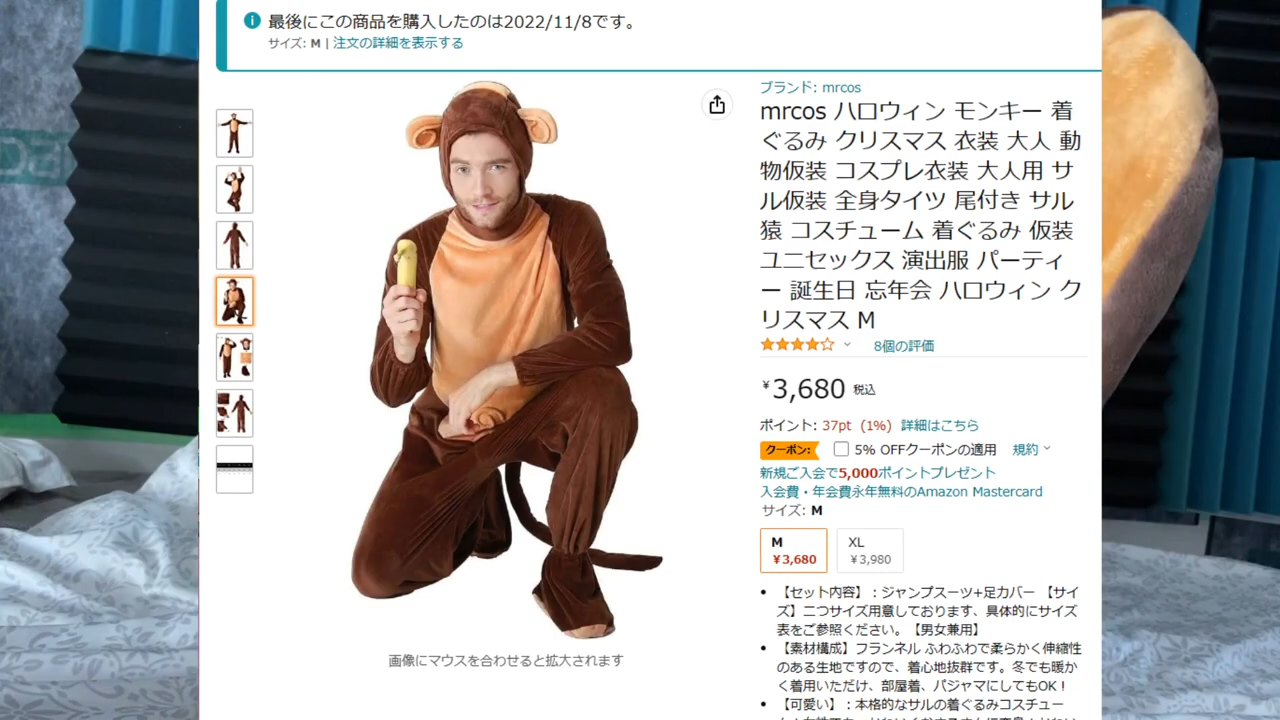 最後にこの商品を購入したのは2022/11/8です。
サイズ: M | 注文の詳細を表示する
ブランド: mrcos
mrcos ハロウィン モンキー 着
ぐるみ クリスマス 衣装 大人 動
物仮装 コスプレ衣装 大人用 サ
ル仮装 全身タイツ 尾付き サル
猿 コスチューム 着ぐるみ 仮装
ユニセックス 演出服 パーティ
ー 誕生日 忘年会 ハロウィン ク
リスマス M
8個の評価
¥3,680 税込
ポイント: 37pt (1%) 詳細はこちら
クーポン: 5% OFFクーポンの適用 規約
新規ご入会で5,000ポイントプレゼント
入会費・年会費永年無料のAmazon Mastercard
サイズ: M
M XL
¥3,680 ¥3,980
• 【セット内容】：ジャンプスーツ+足カバー 【サイ
ズ】二つサイズ用意しております、具体的にサイズ
表をご参照ください。【男女兼用】
• 【素材構成】フランネル ふわふわで柔らかく伸縮性
のある生地ですので、着心地抜群です。冬でも暖か
く着用いただけ、部屋着、パジャマにしてもOK！
• 【可愛い】：本格的なサルの着ぐるみコスチュー
画像にマウスを合わせると拡大されます